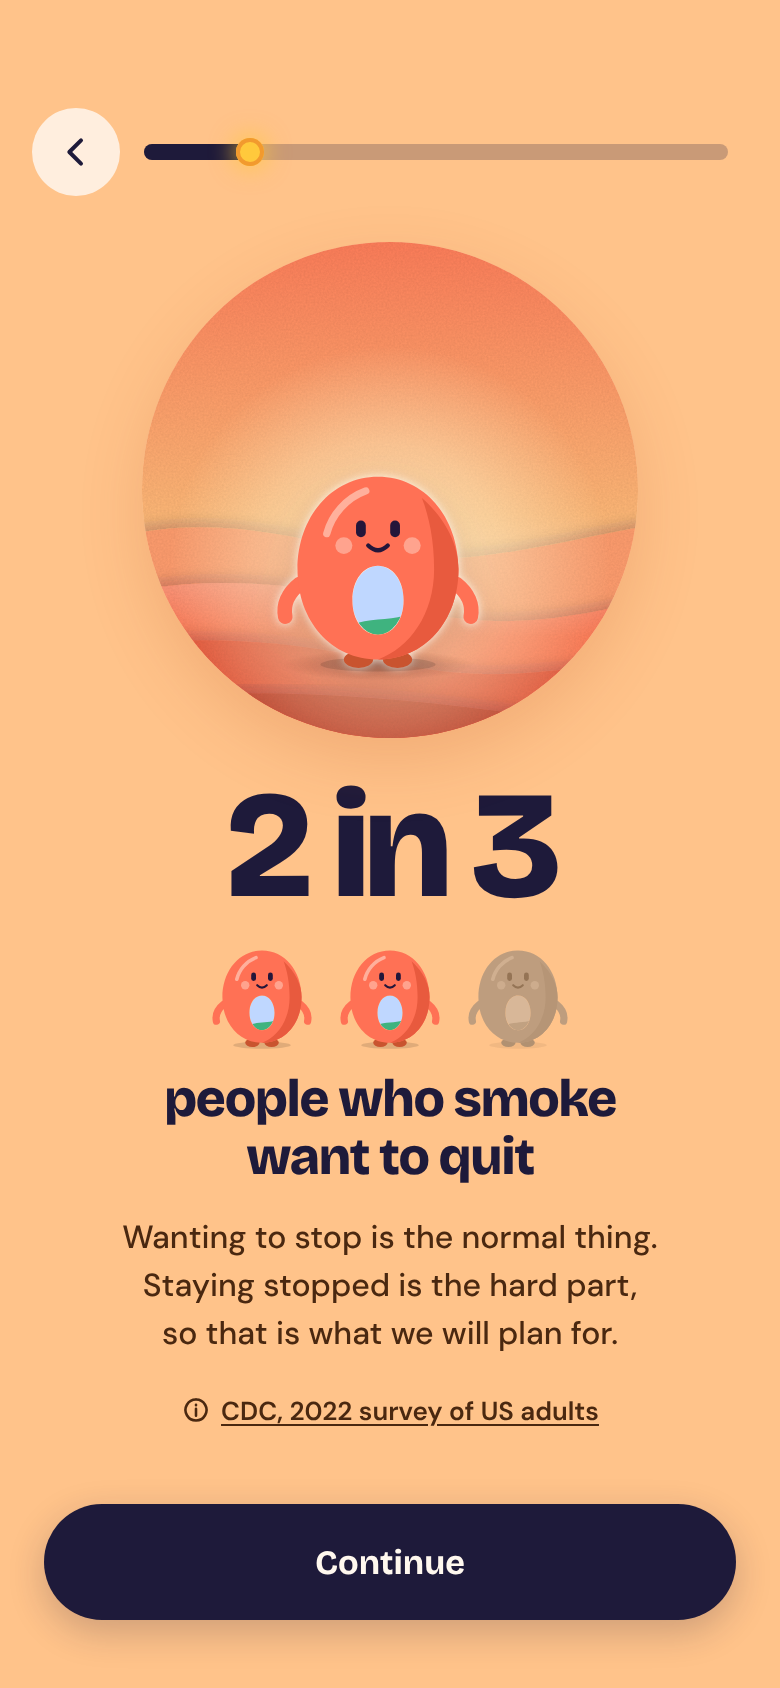 2 in 3
people who smoke
want to quit
Wanting to stop is the normal thing.
Staying stopped is the hard part,
so that is what we will plan for.
CDC, 2022 survey of US adults
Continue